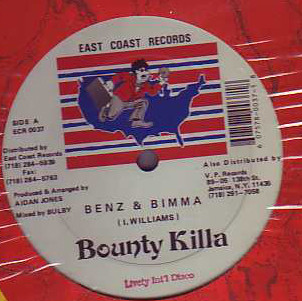 EAST COAST RECORDS
SIDE A
ECR 0037
Distributed by
East Coast Records
(718) 284-5839
Fax:
(718) 284-5763
Produced & Arranged by
AIDAN JONES
Mixed by BULBY
Also Distributed by
V. P. Records
89-05 138th St.
Jamaica, N.Y. 11435
(718) 291-7058
BENZ & BIMMA
(I. WILLIAMS)
Bounty Killa
Lively Int'l Disco